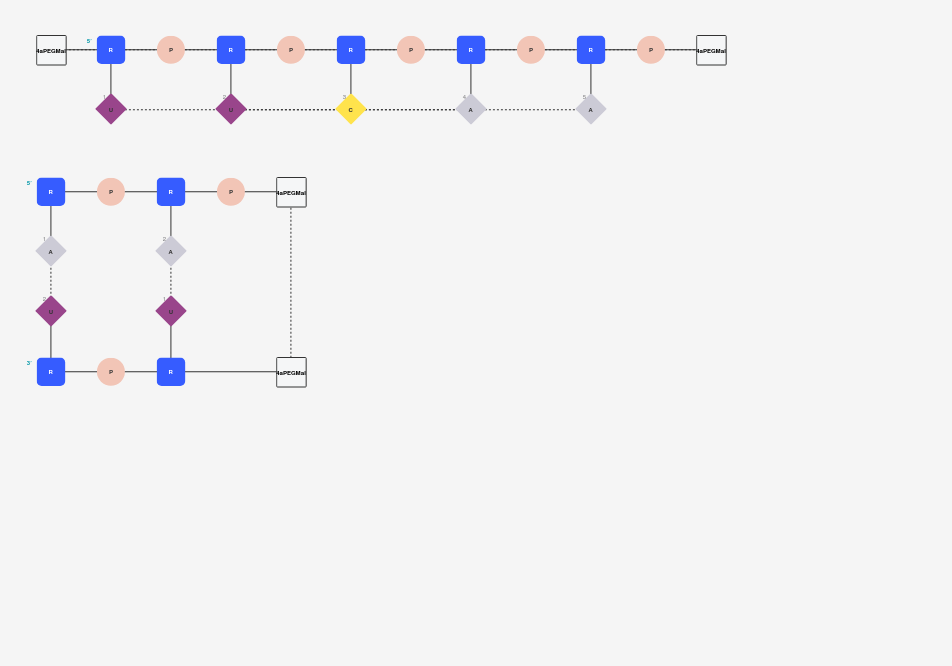 4aPEGMal 5' R P R P R P R P R P 4aPEGMal
1 U 2 U 3 C 4 A 5 A
5' R P R P 4aPEGMal
1 A 2 A
2 U 1 U
3' R P R 4aPEGMal